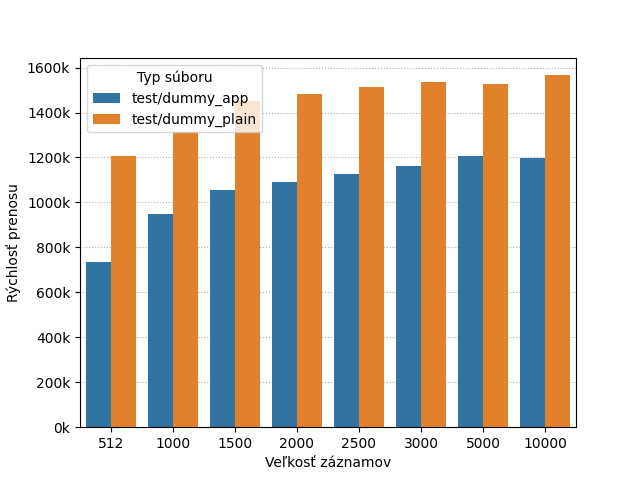 1600k
1400k
1200k
1000k
800k
600k
400k
200k
0k
Rýchlosť prenosu
Typ súboru
test/dummy_app
test/dummy_plain
512 1000 1500 2000 2500 3000 5000 10000
Veľkosť záznamov